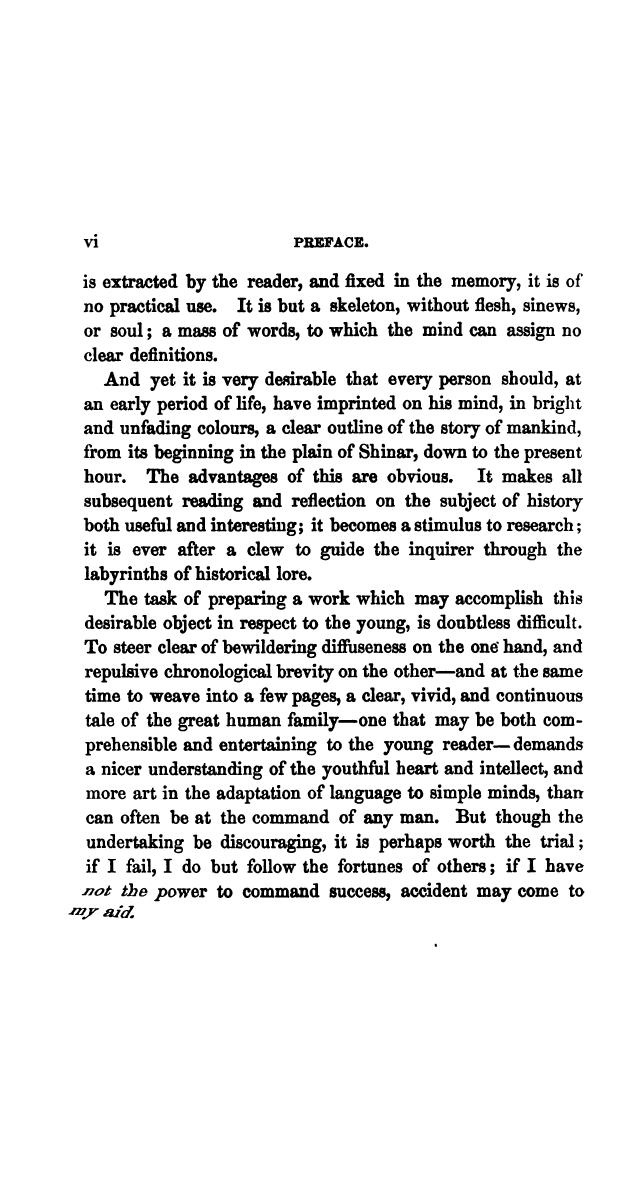 vi PREFACE.
is extracted by the reader, and fixed in the memory, it is of
no practical use. It is but a skeleton, without flesh, sinews,
or soul; a mass of words, to which the mind can assign no
clear definitions.
And yet it is very desirable that every person should, at
an early period of life, have imprinted on his mind, in bright
and unfading colours, a clear outline of the story of mankind,
from its beginning in the plain of Shinar, down to the present
hour. The advantages of this are obvious. It makes all
subsequent reading and reflection on the subject of history
both useful and interesting; it becomes a stimulus to research;
it is ever after a clew to guide the inquirer through the
labyrinths of historical lore.
The task of preparing a work which may accomplish this
desirable object in respect to the young, is doubtless difficult.
To steer clear of bewildering diffuseness on the one hand, and
repulsive chronological brevity on the other—and at the same
time to weave into a few pages, a clear, vivid, and continuous
tale of the great human family—one that may be both com-
prehensible and entertaining to the young reader—demands
a nicer understanding of the youthful heart and intellect, and
more art in the adaptation of language to simple minds, than
can often be at the command of any man. But though the
undertaking be discouraging, it is perhaps worth the trial;
if I fail, I do but follow the fortunes of others; if I have
not the power to command success, accident may come to
my aid.